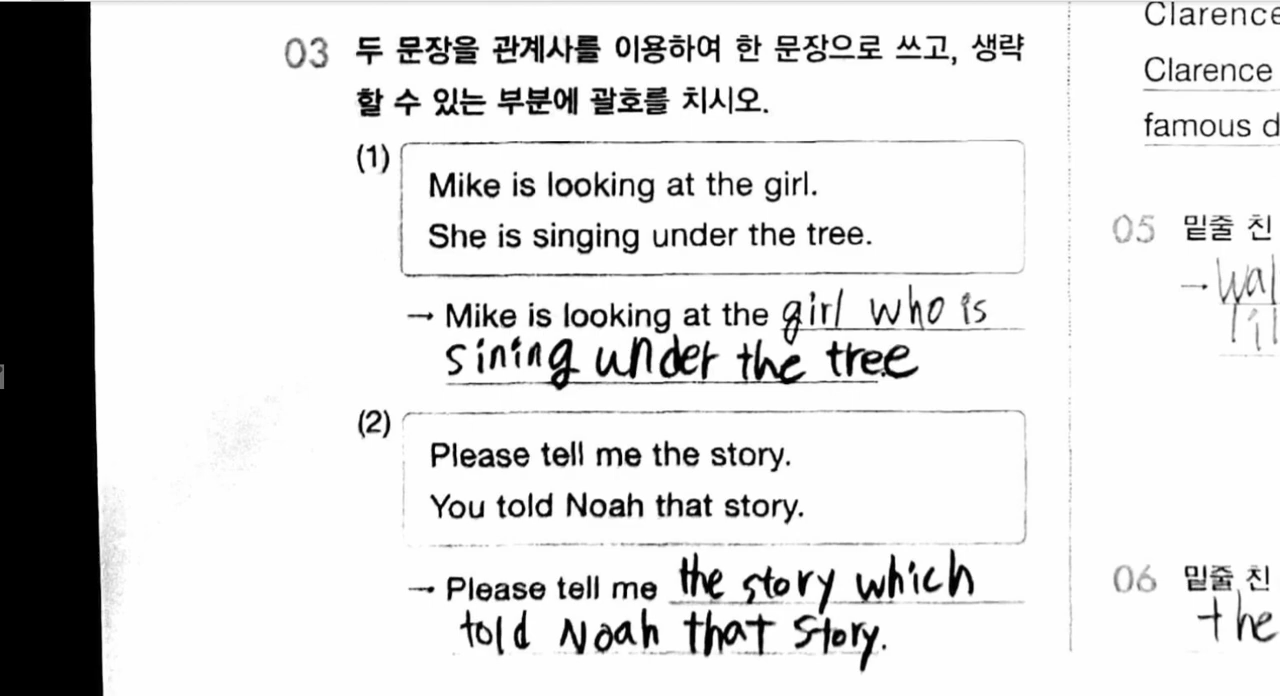 03 두 문장을 관계사를 이용하여 한 문장으로 쓰고, 생략
할 수 있는 부분에 괄호를 치시오.
(1)
Mike is looking at the girl.
She is singing under the tree.
→ Mike is looking at the girl who is
sining under the tree
(2)
Please tell me the story.
You told Noah that story.
→ Please tell me the story which
told Noah that story.
Clarence
Clarence
famous d
05 밑줄 친
→ wal
06 밑줄 친
the